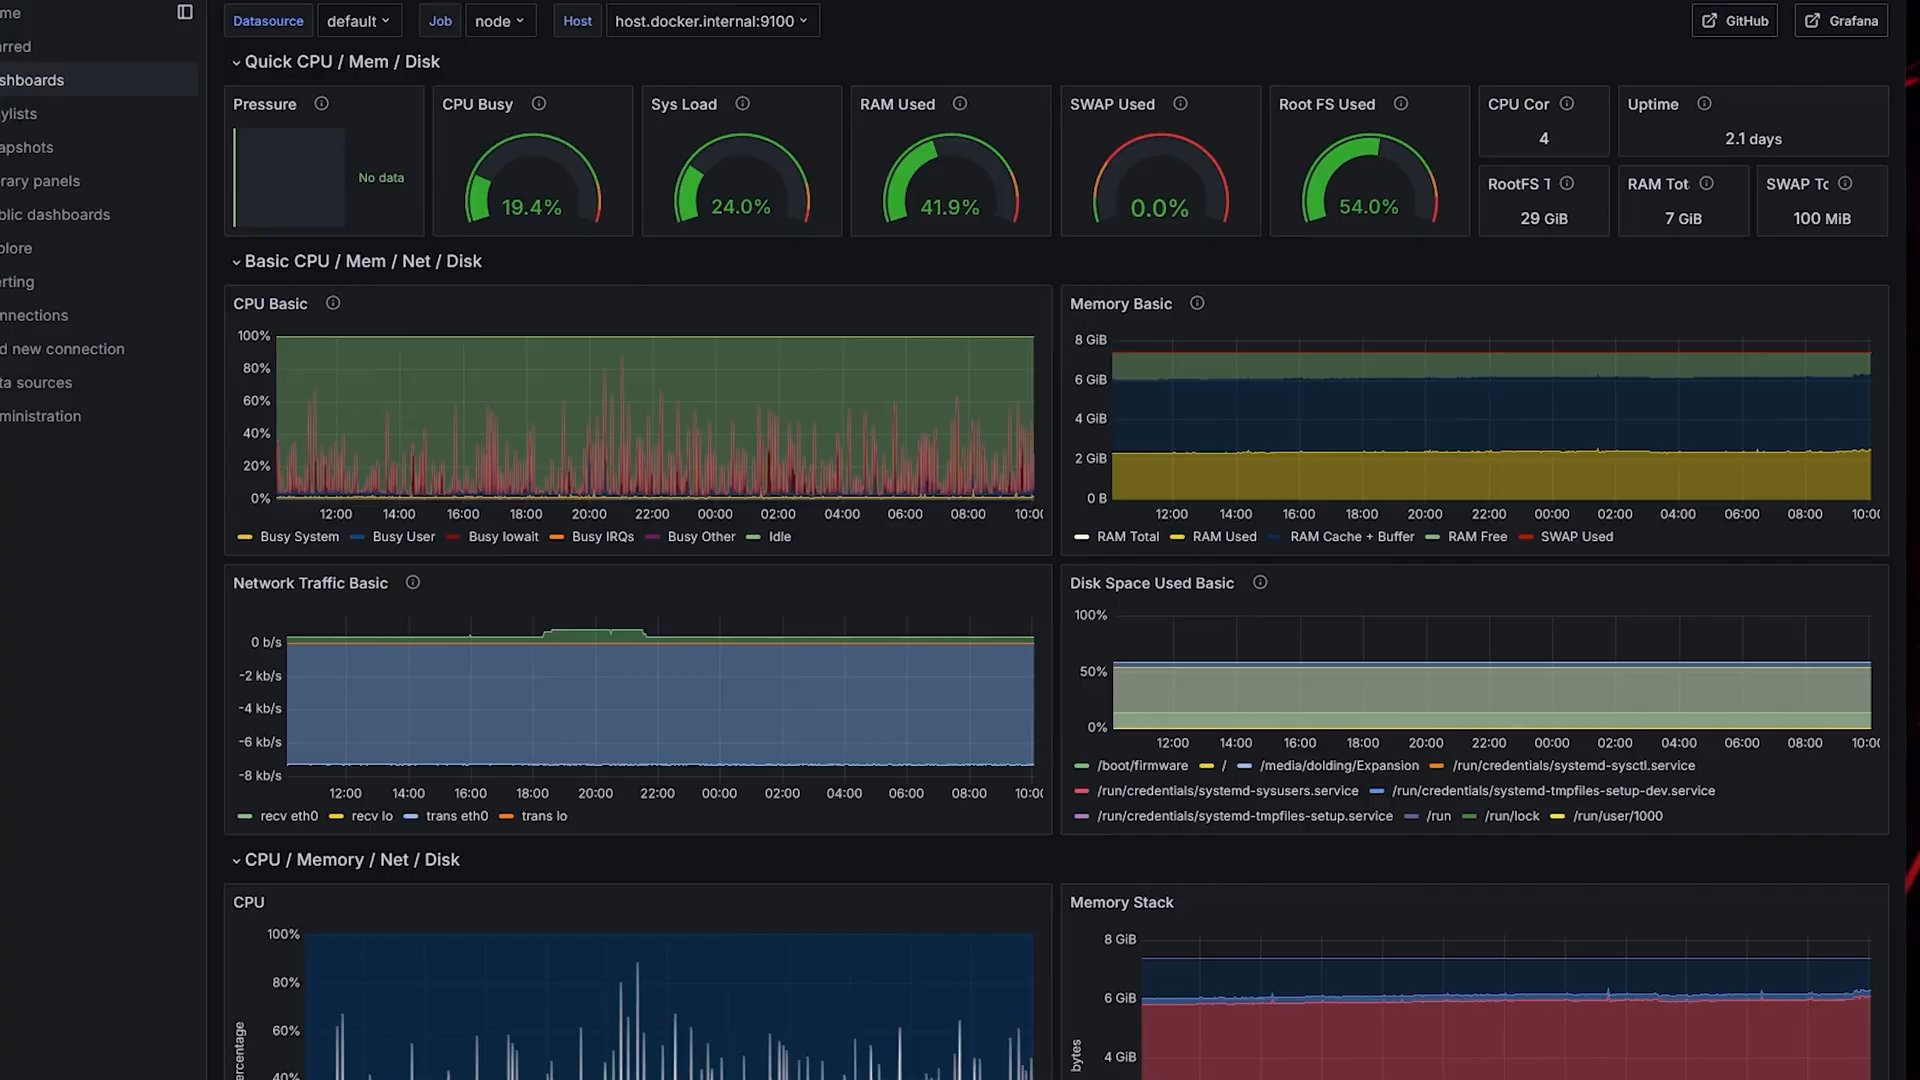 me
Datasource default Job node Host host.docker.internal:9100 GitHub Grafana
rred
shboards
ylists
apshots
rary panels
blic dashboards
plore
erting
nnections
d new connection
ta sources
ministration
Quick CPU / Mem / Disk
Pressure
No data
CPU Busy
19.4%
Sys Load
24.0%
RAM Used
41.9%
SWAP Used
0.0%
Root FS Used
54.0%
CPU Cor
4
Uptime
2.1 days
RootFS T
29 GiB
RAM Tot
7 GiB
SWAP To
100 MiB
Basic CPU / Mem / Net / Disk
CPU Basic
100%
80%
60%
40%
20%
0%
12:00 14:00 16:00 18:00 20:00 22:00 00:00 02:00 04:00 06:00 08:00 10:00
Busy System Busy User Busy Iowait Busy IRQs Busy Other Idle
Memory Basic
8 GiB
6 GiB
4 GiB
2 GiB
0 B
12:00 14:00 16:00 18:00 20:00 22:00 00:00 02:00 04:00 06:00 08:00 10:00
RAM Total RAM Used RAM Cache + Buffer RAM Free SWAP Used
Network Traffic Basic
0 b/s
-2 kb/s
-4 kb/s
-6 kb/s
-8 kb/s
12:00 14:00 16:00 18:00 20:00 22:00 00:00 02:00 04:00 06:00 08:00 10:00
recv eth0 recv lo trans eth0 trans lo
Disk Space Used Basic
100%
50%
0%
12:00 14:00 16:00 18:00 20:00 22:00 00:00 02:00 04:00 06:00 08:00 10:00
/boot/firmware / /media/dolding/Expansion /run/credentials/systemd-sysctl.service
/run/credentials/systemd-sysusers.service /run/credentials/systemd-tmpfiles-setup-dev.service
/run/credentials/systemd-tmpfiles-setup.service /run /run/lock /run/user/1000
CPU / Memory / Net / Disk
CPU
100%
80%
60%
40%
ercentage
Memory Stack
8 GiB
6 GiB
4 GiB
bytes